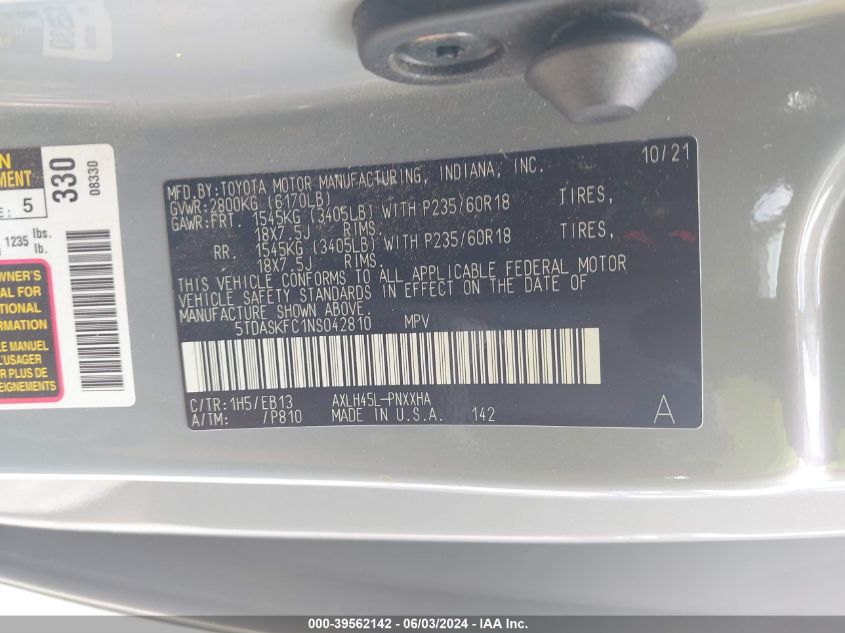 N
EMENT
E: 5
1235 lbs.
lb.
330
08330
OWNER'S
AL FOR
TIONAL
FORMATION
LE MANUEL
L'USAGER
EIGNEMENTS
MFD. BY: TOYOTA MOTOR MANUFACTURING, INDIANA, INC. 10/21
GVWR: 2800KG (6170LB)
GAWR: FRT. 1545KG (3405LB) WITH P235/60R18 TIRES,
18X7.5J RIMS,
RR. 1545KG (3405LB) WITH P235/60R18 TIRES,
18X7.5J RIMS
THIS VEHICLE CONFORMS TO ALL APPLICABLE FEDERAL MOTOR
VEHICLE SAFETY STANDARDS IN EFFECT ON THE DATE OF
MANUFACTURE SHOWN ABOVE.
5TDASKFC1NS042810 MPV
C/TR: 1H5/EB13 AXLH45L-PNXXHA
A/TM: /P810 MADE IN U.S.A. 142 A
000-39562142 - 06/03/2024 - IAA Inc.